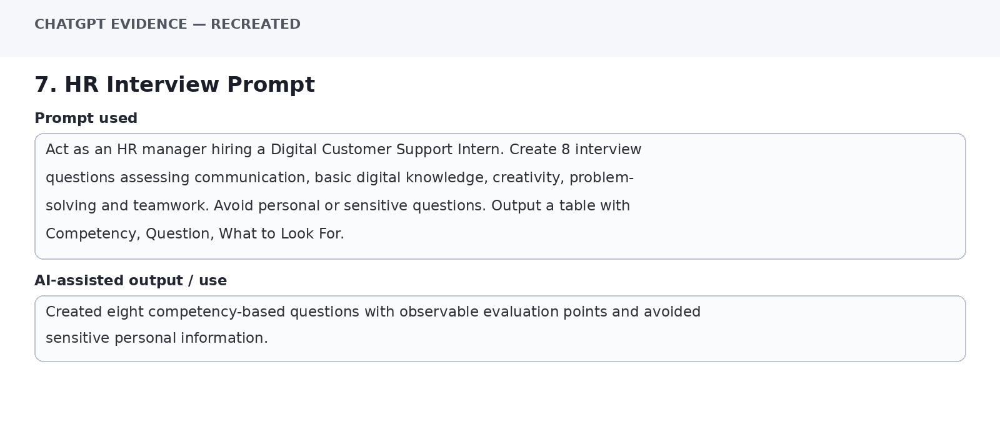 CHATGPT EVIDENCE — RECREATED
7. HR Interview Prompt
Prompt used
Act as an HR manager hiring a Digital Customer Support Intern. Create 8 interview
questions assessing communication, basic digital knowledge, creativity, problem-
solving and teamwork. Avoid personal or sensitive questions. Output a table with
Competency, Question, What to Look For.
AI-assisted output / use
Created eight competency-based questions with observable evaluation points and avoided
sensitive personal information.